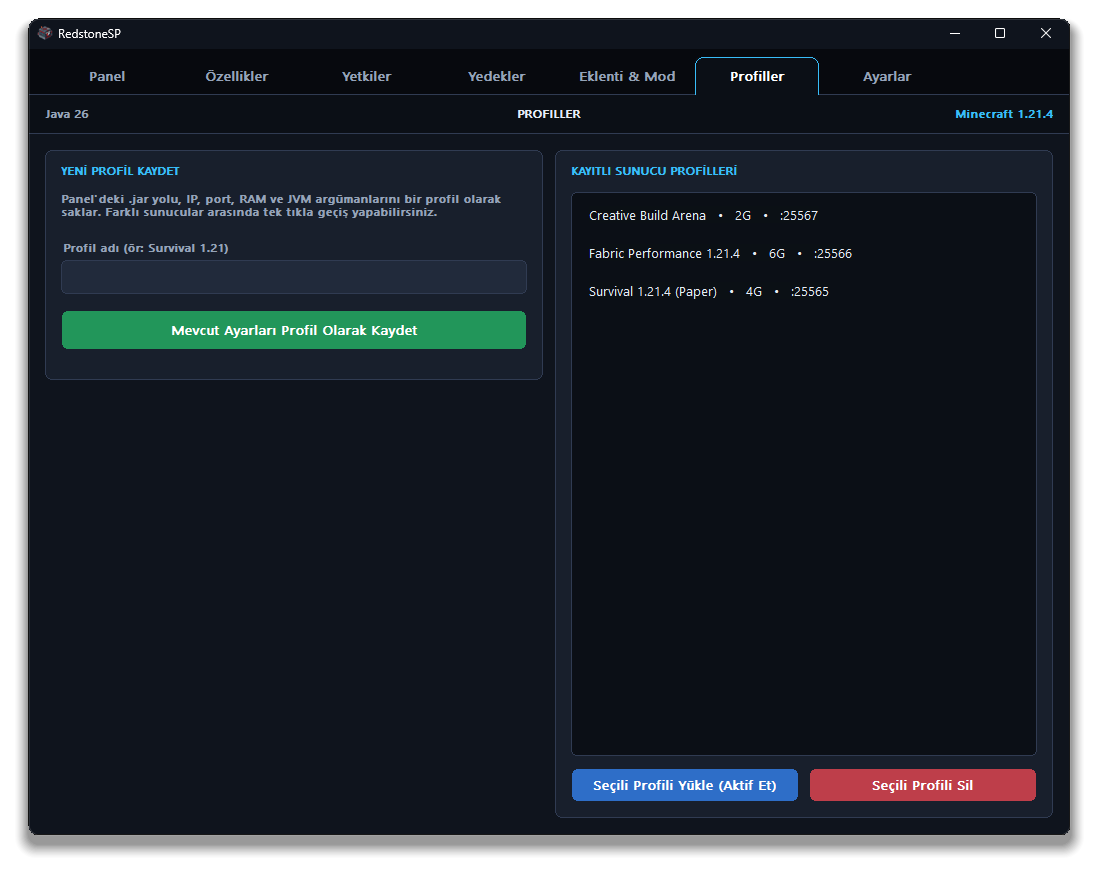 RedstoneSP
Panel
Özellikler
Yetkiler
Yedekler
Eklenti & Mod
Profiller
Ayarlar
Java 26
PROFILLER
Minecraft 1.21.4
YENİ PROFİL KAYDET
Panel'deki .jar yolu, IP, port, RAM ve JVM argümanlarını bir profil olarak
saklar. Farklı sunucular arasında tek tıkla geçiş yapabilirsiniz.
Profil adı (ör: Survival 1.21)
Mevcut Ayarları Profil Olarak Kaydet
KAYITLI SUNUCU PROFİLLERİ
Creative Build Arena • 2G • :25567
Fabric Performance 1.21.4 • 6G • :25566
Survival 1.21.4 (Paper) • 4G • :25565
Seçili Profili Yükle (Aktif Et)
Seçili Profili Sil